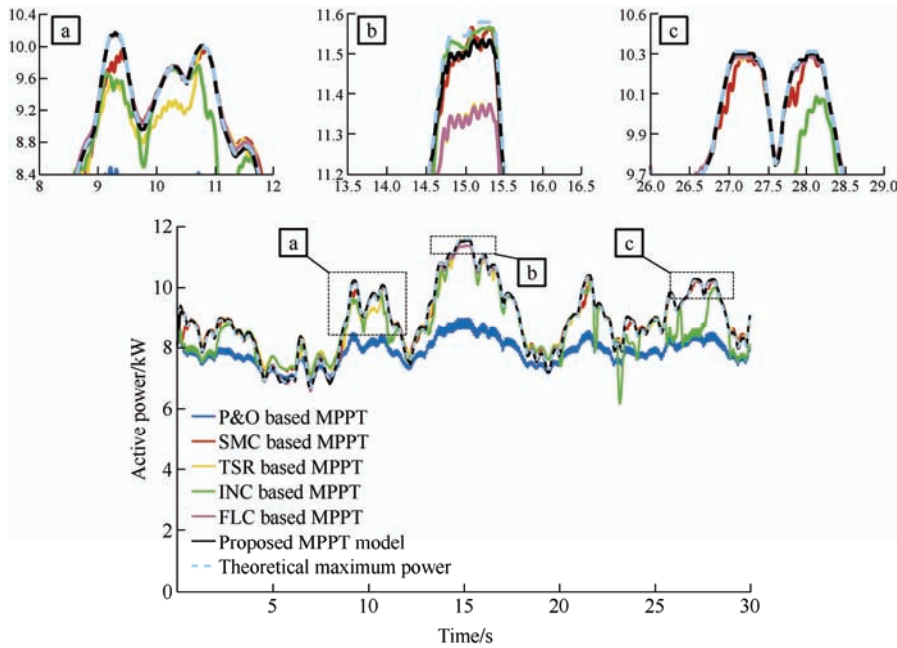 a
10.4
10.0
9.6
9.2
8.8
8.4
8 9 10 11 12
b
11.6
11.5
11.4
11.3
11.2
13.5 14.0 14.5 15.0 15.5 16.0 16.5
c
10.6
10.3
10.1
9.9
9.7
26.0 26.5 27.0 27.5 28.0 28.5 29.0
12
10
8
6
4
2
0
Active power/kW
a
b
c
P&O based MPPT
SMC based MPPT
TSR based MPPT
INC based MPPT
FLC based MPPT
Proposed MPPT model
Theoretical maximum power
5 10 15 20 25 30
Time/s